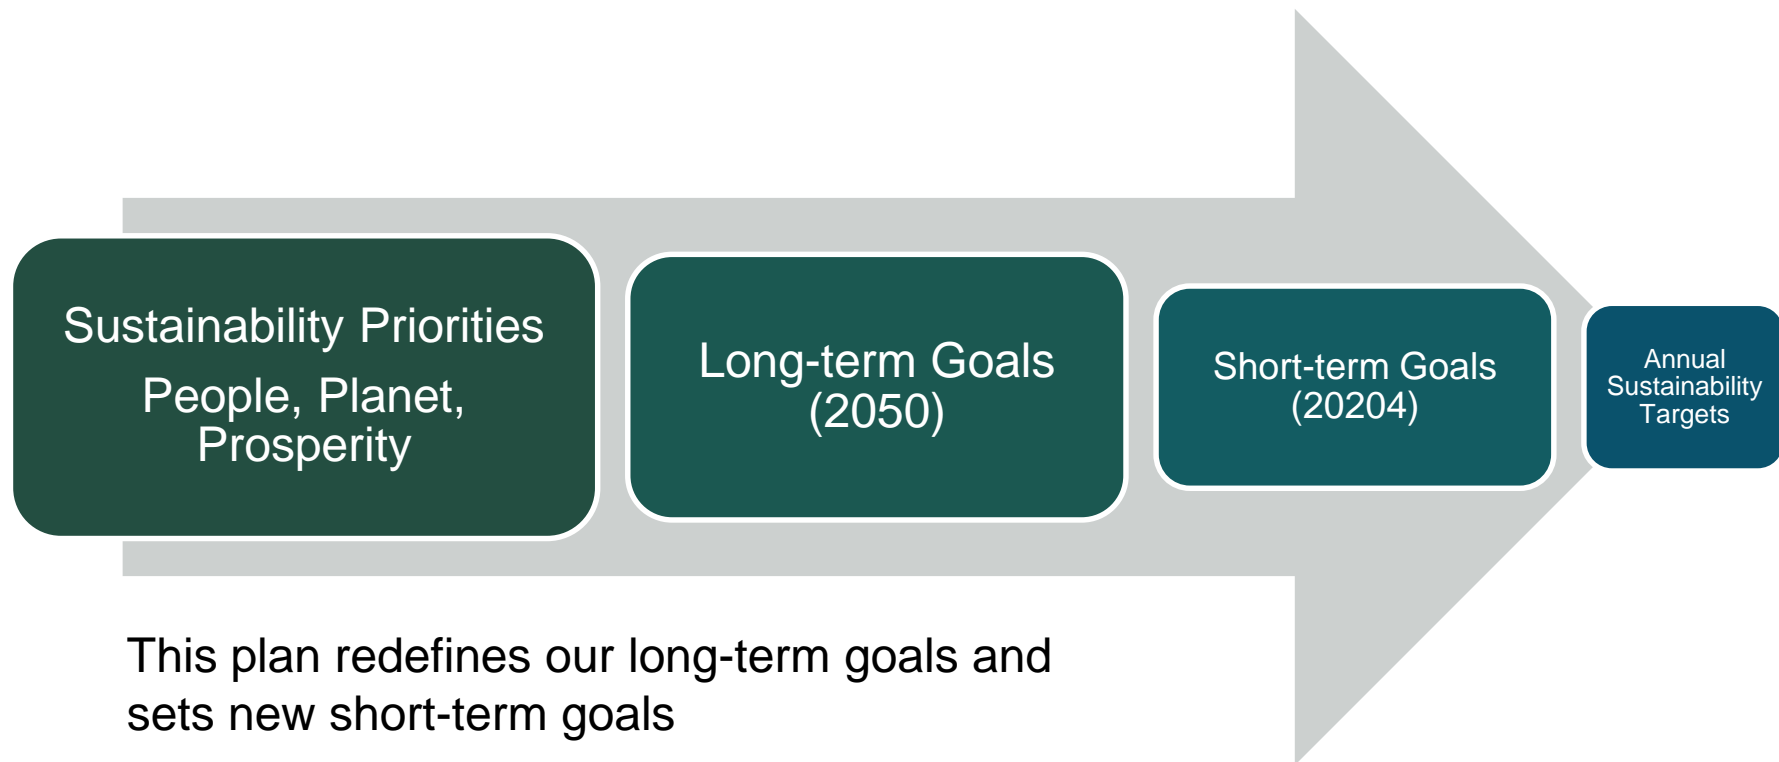 Sustainability Priorities
People, Planet,
Prosperity
Long-term Goals
(2050)
Short-term Goals
(20204)
Annual
Sustainability
Targets
This plan redefines our long-term goals and
sets new short-term goals